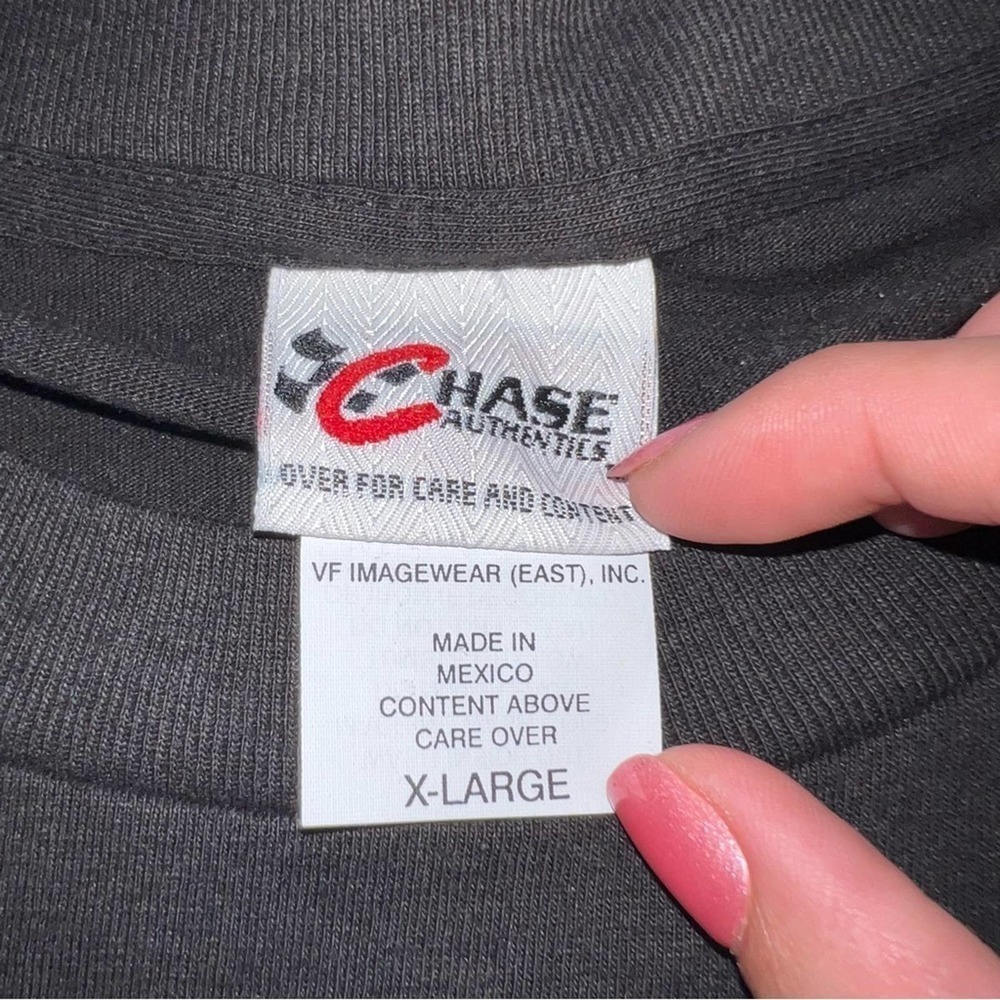 CHASE
AUTHENTICS
OVER FOR CARE AND CONTENT
VF IMAGEWEAR (EAST), INC.
MADE IN
MEXICO
CONTENT ABOVE
CARE OVER
X-LARGE